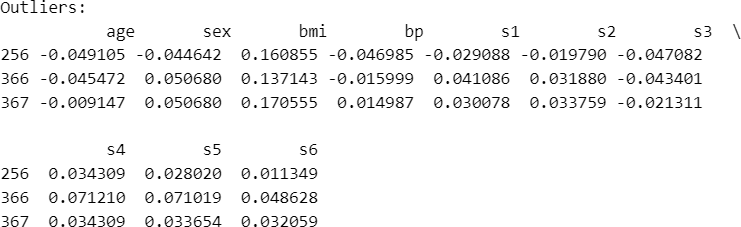 Outliers:
age sex bmi bp s1 s2 s3 \
256 -0.049105 -0.044642 0.160855 -0.046985 -0.029088 -0.019790 -0.047082
366 -0.045472 0.050680 0.137143 -0.015999 0.041086 0.031880 -0.043401
367 -0.009147 0.050680 0.170555 0.014987 0.030078 0.033759 -0.021311
s4 s5 s6
256 0.034309 0.028020 0.011349
366 0.071210 0.071019 0.048628
367 0.034309 0.033654 0.032059